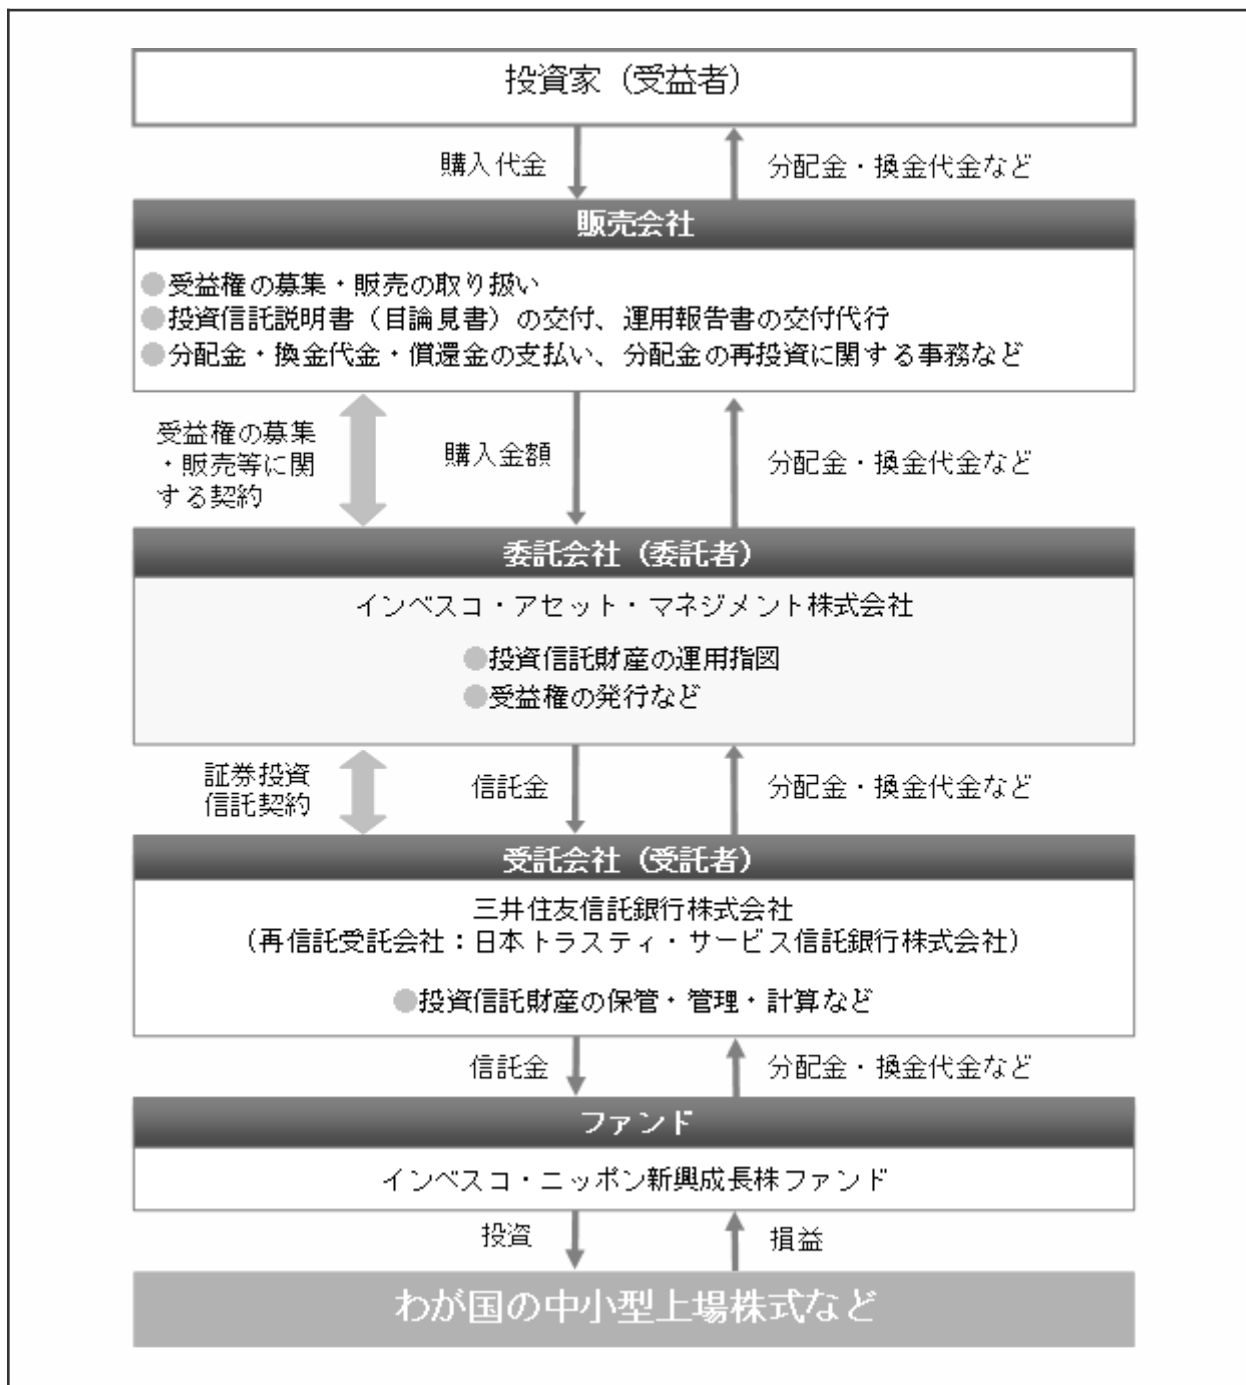 投資家（受益者）
購入代金
分配金・換金代金など
販売会社
●受益権の募集・販売の取り扱い
●投資信託説明書（目論見書）の交付、運用報告書の交付代行
●分配金・換金代金・償還金の支払い、分配金の再投資に関する事務など
受益権の募集
・販売等に関
する契約
購入金額
分配金・換金代金など
委託会社（委託者）
インベスコ・アセット・マネジメント株式会社
●投資信託財産の運用指図
●受益権の発行など
証券投資
信託契約
信託金
分配金・換金代金など
受託会社（受託者）
三井住友信託銀行株式会社
（再信託受託会社：日本トラスティ・サービス信託銀行株式会社）
●投資信託財産の保管・管理・計算など
信託金
分配金・換金代金など
ファンド
インベスコ・ニッポン新興成長株ファンド
投資
損益
わが国の中小型上場株式など